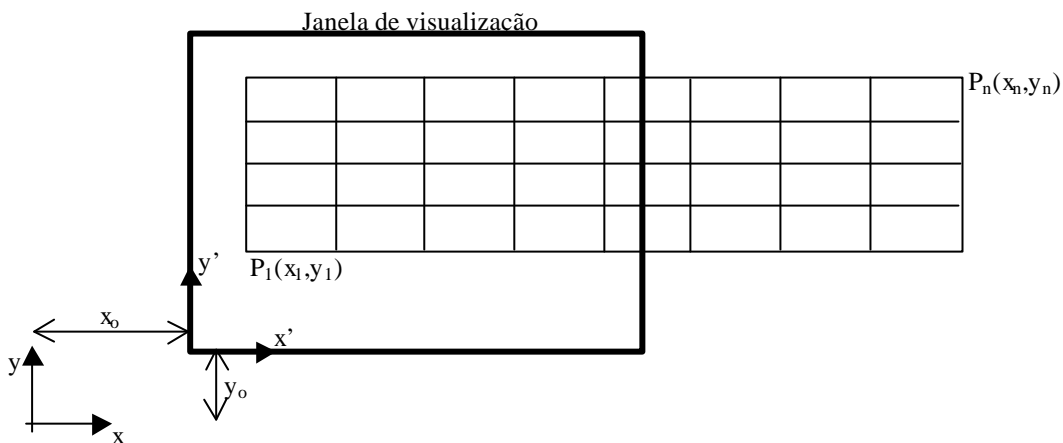 Janela de visualização
Pn(xn,yn)
y’
P1(x1,y1)
xo
x’
y
yo
x